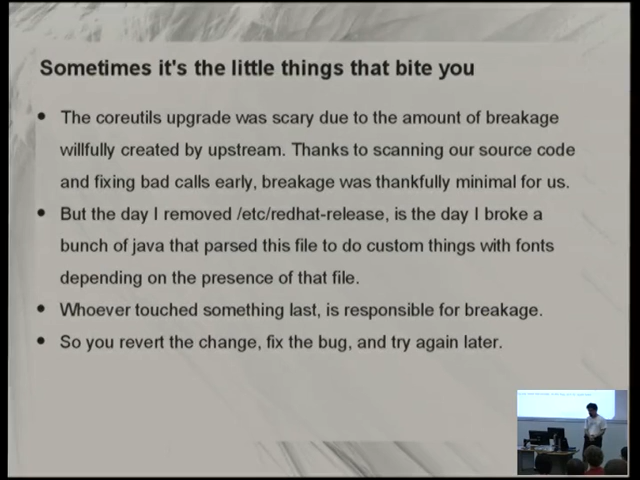 Sometimes it's the little things that bite you
• The coreutils upgrade was scary due to the amount of breakage
willfully created by upstream. Thanks to scanning our source code
and fixing bad calls early, breakage was thankfully minimal for us.
• But the day I removed /etc/redhat-release, is the day I broke a
bunch of java that parsed this file to do custom things with fonts
depending on the presence of that file.
• Whoever touched something last, is responsible for breakage.
• So you revert the change, fix the bug, and try again later.